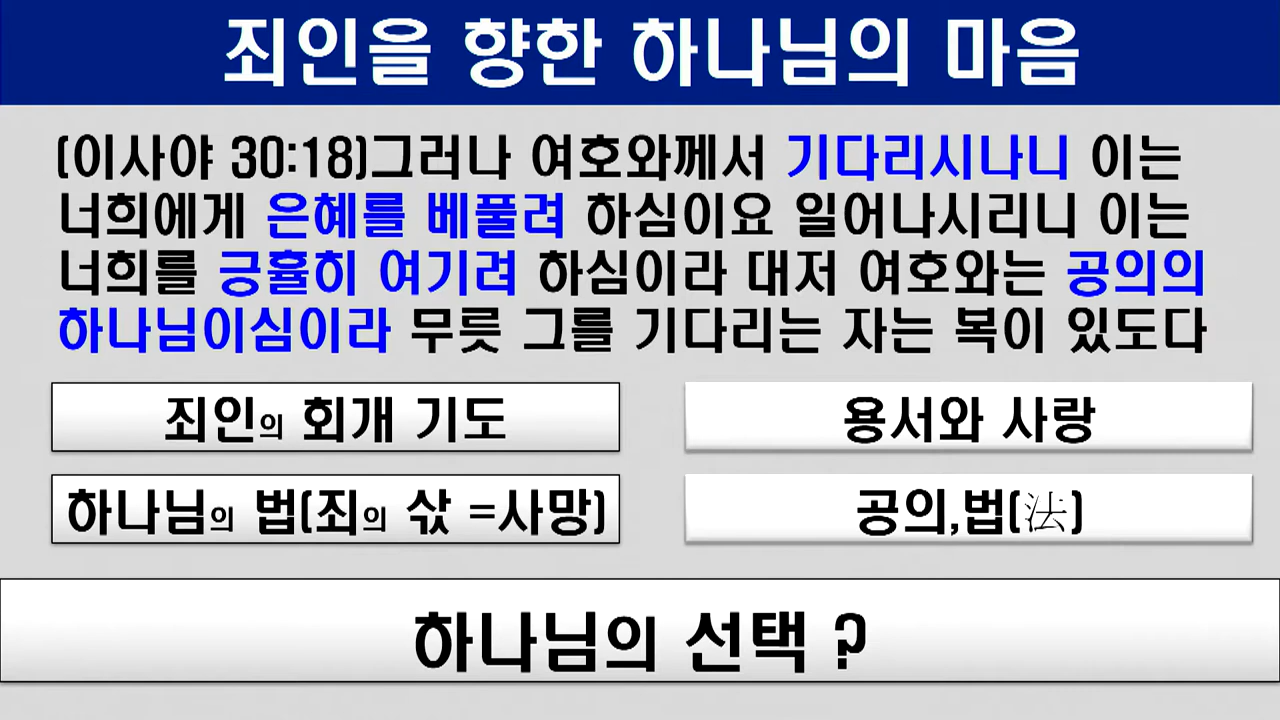 죄인을 향한 하나님의 마음
(이사야 30:18)그러나 여호와께서 기다리시나니 이는
너희에게 은혜를 베풀려 하심이요 일어나시리니 이는
너희를 긍휼히 여기려 하심이라 대저 여호와는 공의의
하나님이심이라 무릇 그를 기다리는 자는 복이 있도다
죄인의 회개 기도
용서와 사랑
하나님의 법(죄의 삯 =사망)
공의,법(法)
하나님의 선택 ?